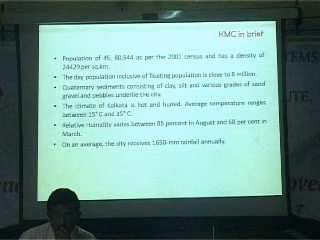 KMC in brief
• Population of 45, 80,544 as per the 2001 census and has a density of
24429 per sq.km.
• The day population inclusive of floating population is close to 8 million.
• Quaternary sediments consisting of clay, silt and various grades of sand
gravel and pebbles underlie the city.
• The climate of Kolkata is hot and humid. Average temperature ranges
between 15° C and 35° C.
• Relative Humidity varies between 85 percent in August and 68 per cent in
March.
• On an average, the city receives 1650-mm rainfall annually.